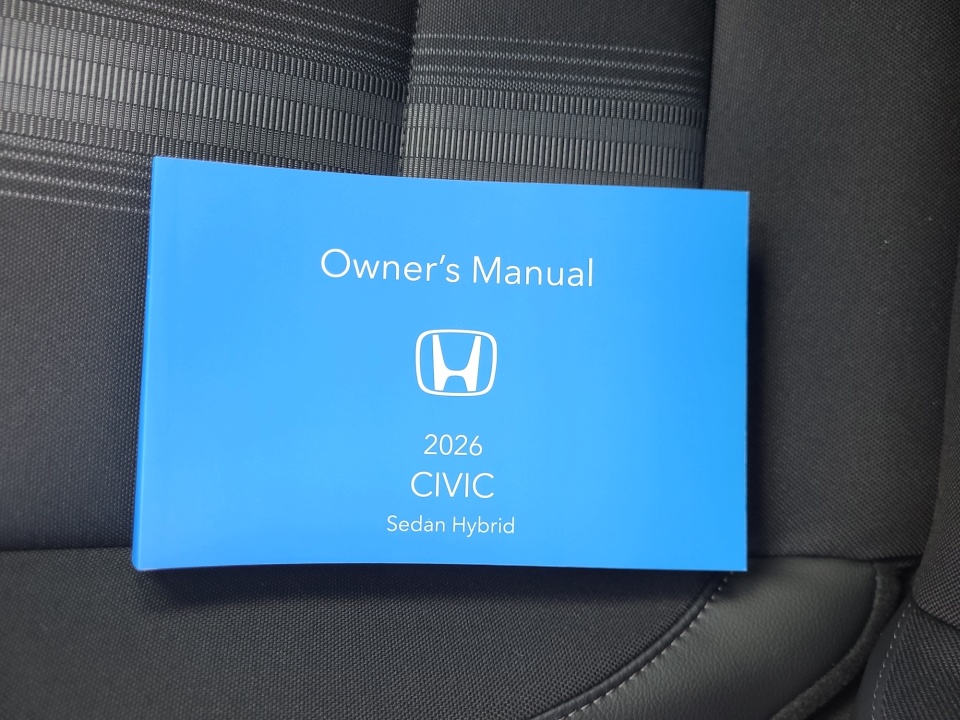 Owner's Manual
2026
CIVIC
Sedan Hybrid